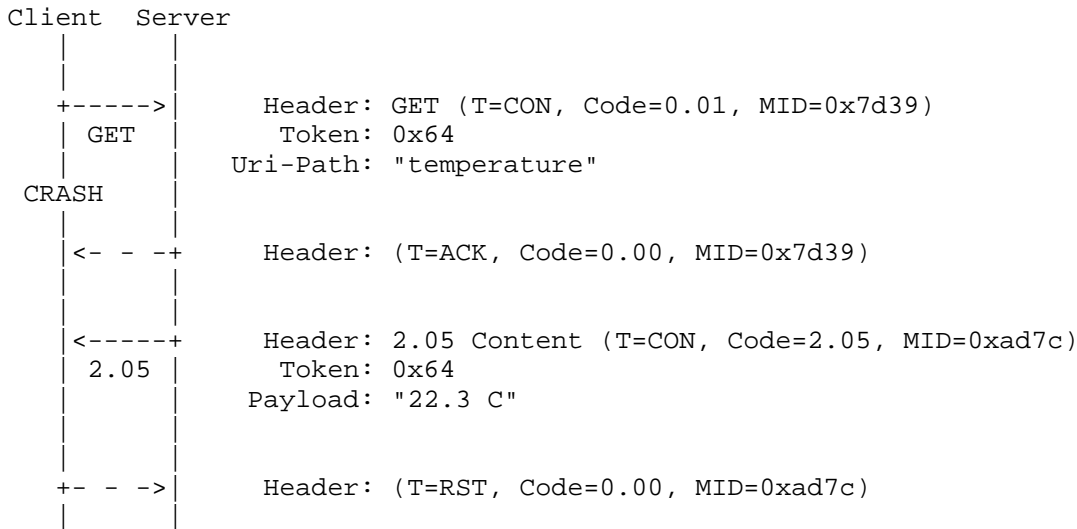 Client Server
+----->| Header: GET (T=CON, Code=0.01, MID=0x7d39)
| GET | Token: 0x64
| | Uri-Path: "temperature"
CRASH |
|<- - -+ Header: (T=ACK, Code=0.00, MID=0x7d39)
|<-----+ Header: 2.05 Content (T=CON, Code=2.05, MID=0xad7c)
| 2.05 | Token: 0x64
| | Payload: "22.3 C"
+- - ->| Header: (T=RST, Code=0.00, MID=0xad7c)